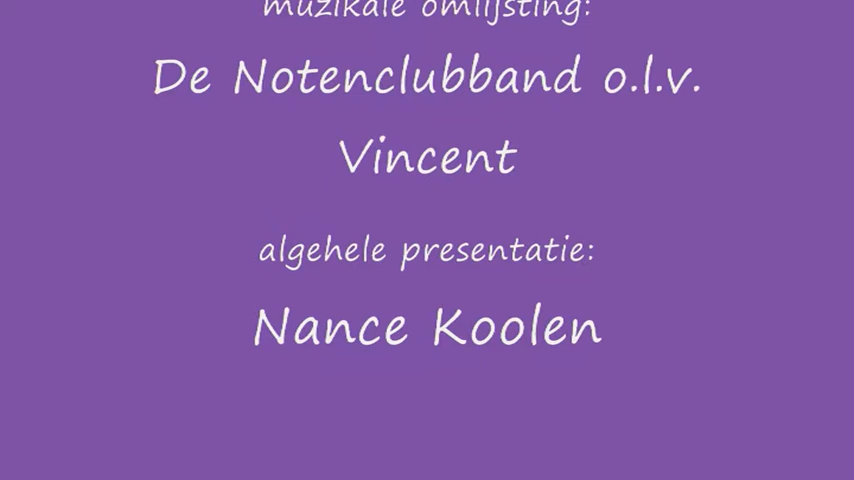 muzikale omlijsting:
De Notenclubband o.l.v.
Vincent
algehele presentatie:
Nance Koolen